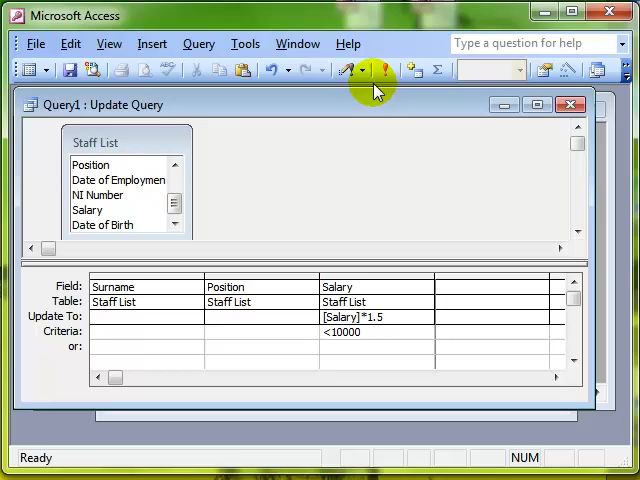 Microsoft Access
File Edit View Insert Query Tools Window Help Type a question for help
Query1 : Update Query
Staff List
Position
Date of Employmen
NI Number
Salary
Date of Birth
Field: Surname Position Salary
Table: Staff List Staff List Staff List
Update To: [Salary]*1.5
Criteria: <10000
or:
Ready NUM